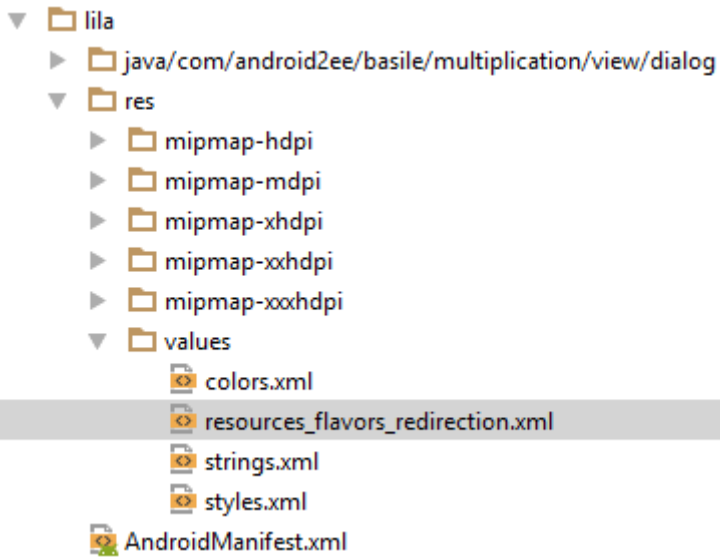 lila
java/com/android2ee/basile/multiplication/view/dialog
res
mipmap-hdpi
mipmap-mdpi
mipmap-xhdpi
mipmap-xxhdpi
mipmap-xxxhdpi
values
colors.xml
resources_flavors_redirection.xml
strings.xml
styles.xml
AndroidManifest.xml